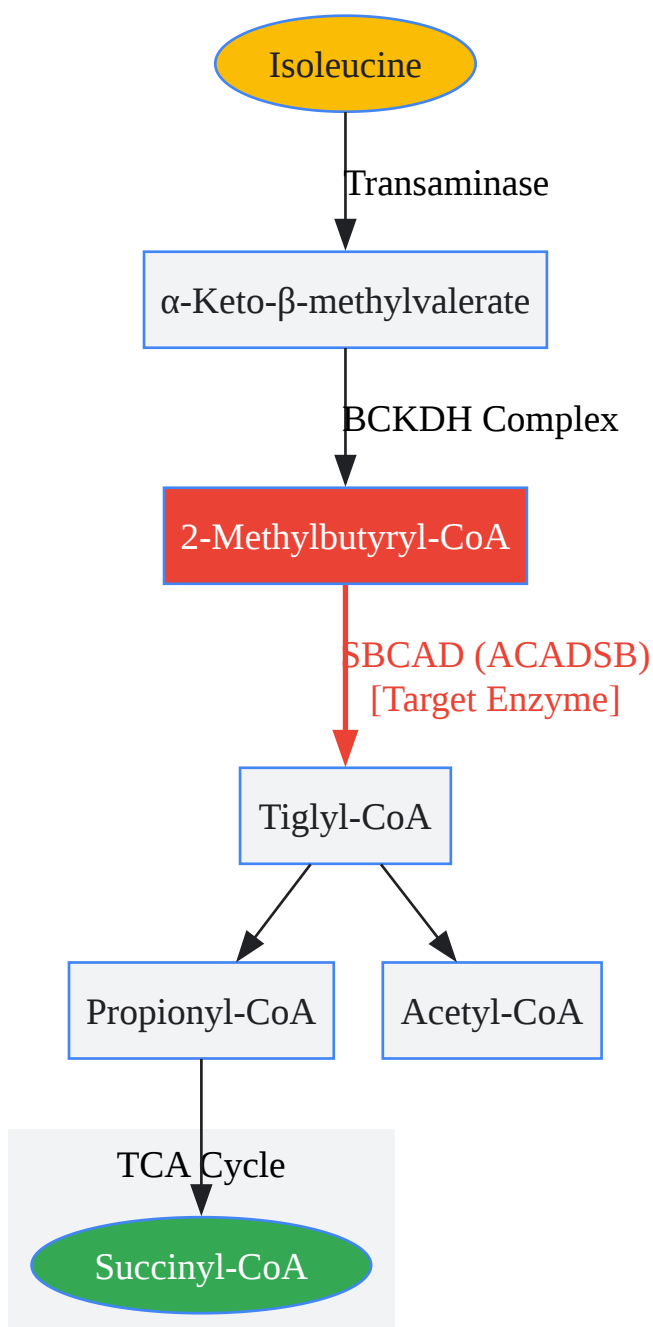 Isoleucine
Transaminase
α-Keto-β-methylvalerate
BCKDH Complex
2-Methylbutyryl-CoA
SBCAD (ACADSB)
[Target Enzyme]
Tiglyl-CoA
Propionyl-CoA
Acetyl-CoA
TCA Cycle
Succinyl-CoA